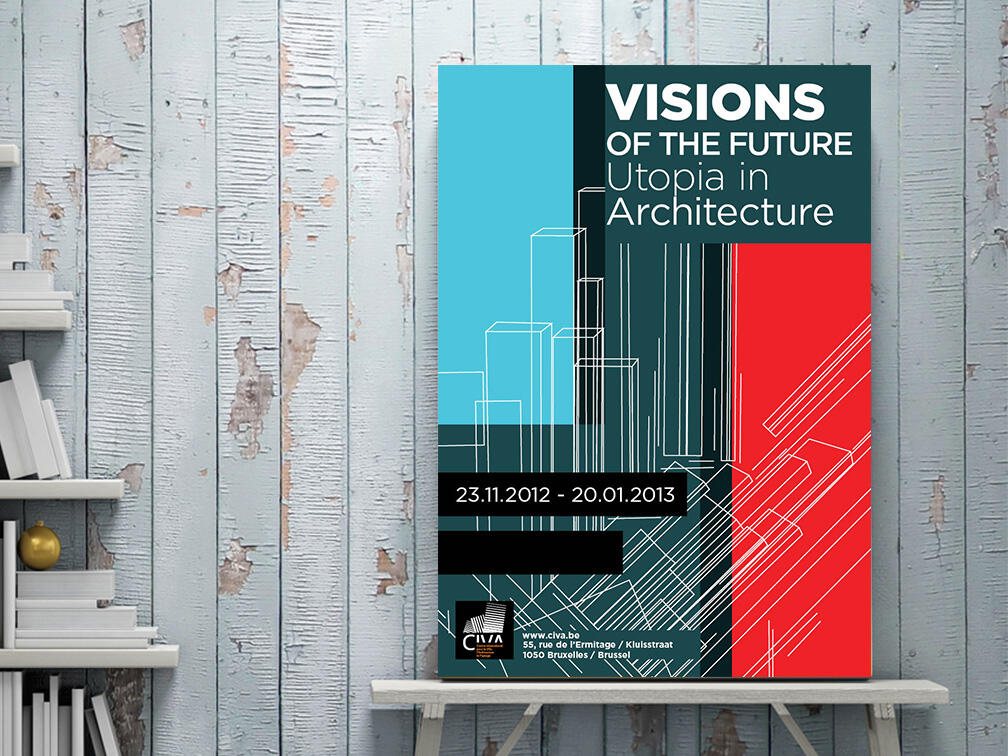 VISIONS
OF THE FUTURE
Utopia in
Architecture
23.11.2012 - 20.01.2013
CIVA
www.civa.be
55, rue de l'Ermitage / Kluisstraat
1050 Bruxelles / Brussel